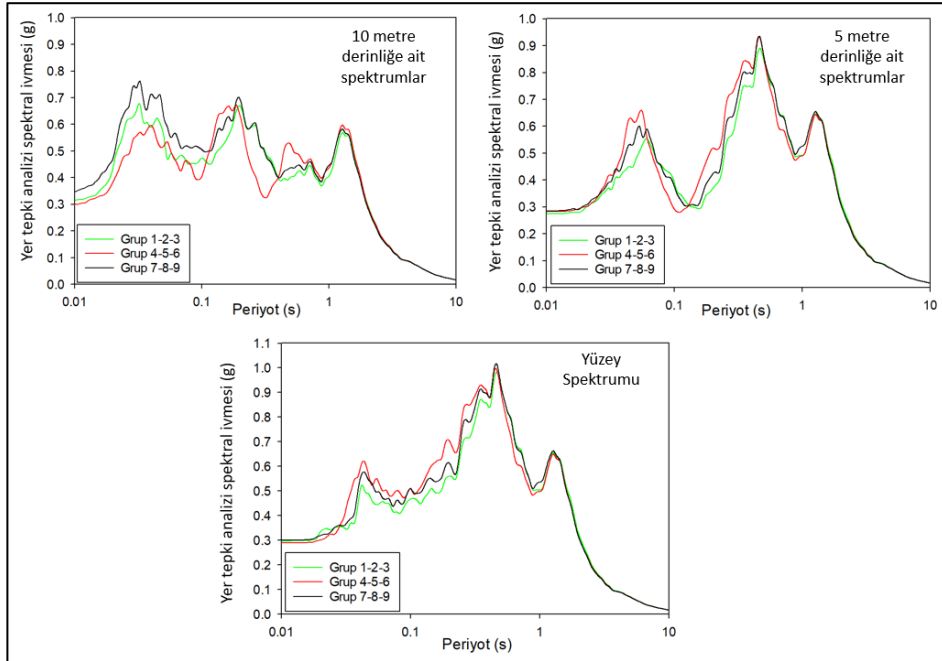 10 metre
derinliğe ait
spektrumlar
Yer tepki analizi spektral ivmesi (g)
1.0
0.9
0.8
0.7
0.6
0.5
0.4
0.3
0.2
0.1
0.0
Grup 1-2-3
Grup 4-5-6
Grup 7-8-9
0.01
0.1
1
10
Periyot (s)
5 metre
derinliğe ait
spektrumlar
Yer tepki analizi spektral ivmesi (g)
1.0
0.9
0.8
0.7
0.6
0.5
0.4
0.3
0.2
0.1
0.0
Grup 1-2-3
Grup 4-5-6
Grup 7-8-9
0.01
0.1
1
10
Periyot (s)
Yüzey
Spektrumu
Yer tepki analizi spektral ivmesi (g)
1.1
1.0
0.9
0.8
0.7
0.6
0.5
0.4
0.3
0.2
0.1
0.0
Grup 1-2-3
Grup 4-5-6
Grup 7-8-9
0.01
0.1
1
10
Periyot (s)